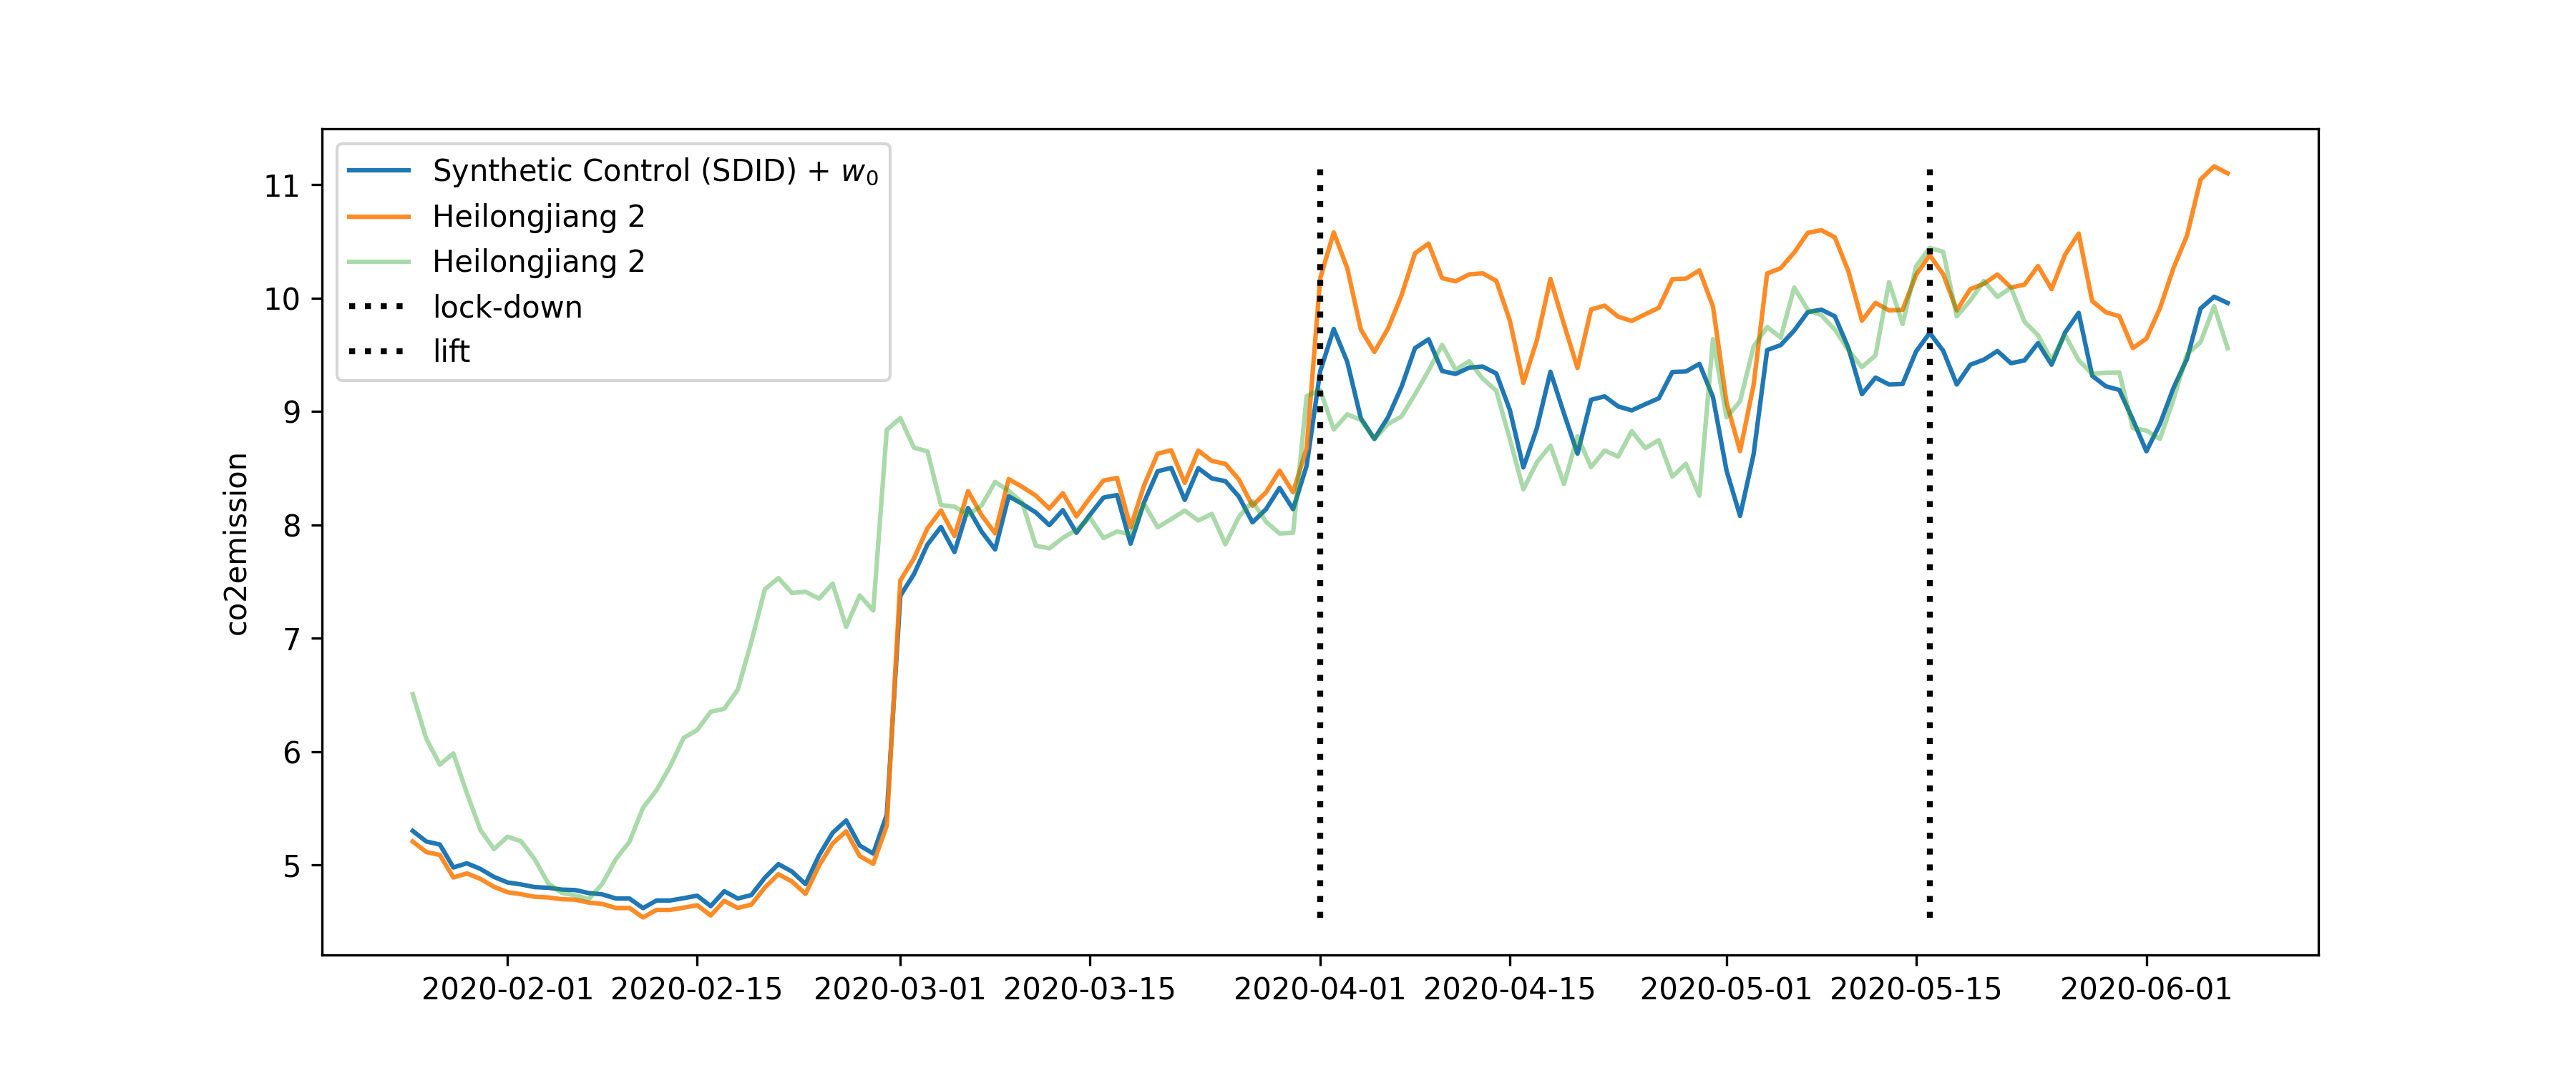 Synthetic Control (SDID) + w₀
Heilongjiang 2
Heilongjiang 2
lock-down
lift
co2emission
11
10
9
8
7
6
5
2020-02-01 2020-02-15 2020-03-01 2020-03-15 2020-04-01 2020-04-15 2020-05-01 2020-05-15 2020-06-01